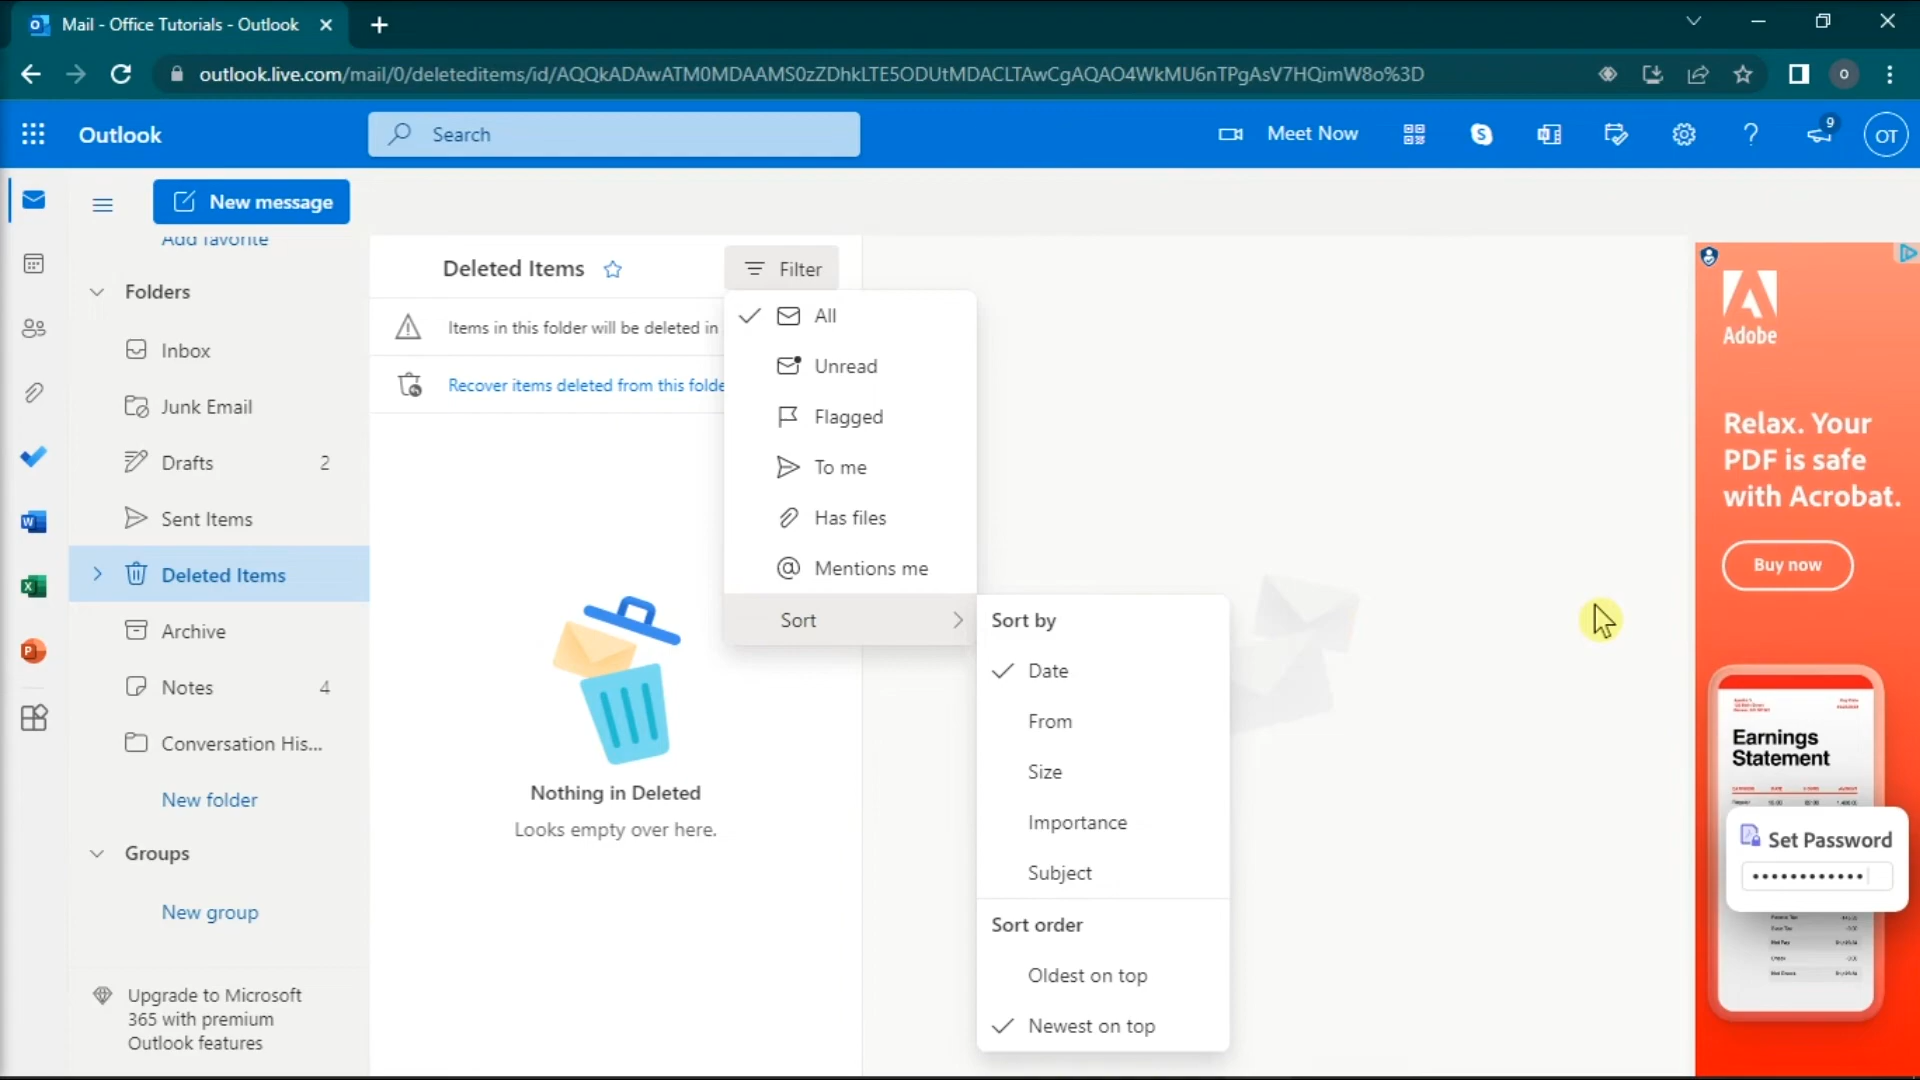 Mail - Office Tutorials - Outlook
outlook.live.com/mail/0/deleteditems/id/AQQkADAwATM0MDAAMS0zZDhkLTE5ODUtMDACLTAwCgAQAO4WkMU6nTPgAsV7HQimW8o%3D
Outlook
Search
Meet Now
9
OT
New message
Add favorite
Folders
Inbox
Junk Email
Drafts 2
Sent Items
Deleted Items
Archive
Notes 4
Conversation His...
New folder
Groups
New group
Upgrade to Microsoft
365 with premium
Outlook features
Deleted Items
Filter
Items in this folder will be deleted in
Recover items deleted from this folde
Nothing in Deleted
Looks empty over here.
All
Unread
Flagged
To me
Has files
Mentions me
Sort
Sort by
Date
From
Size
Importance
Subject
Sort order
Oldest on top
Newest on top
Adobe
Relax. Your
PDF is safe
with Acrobat.
Buy now
Earnings
Statement
Set Password